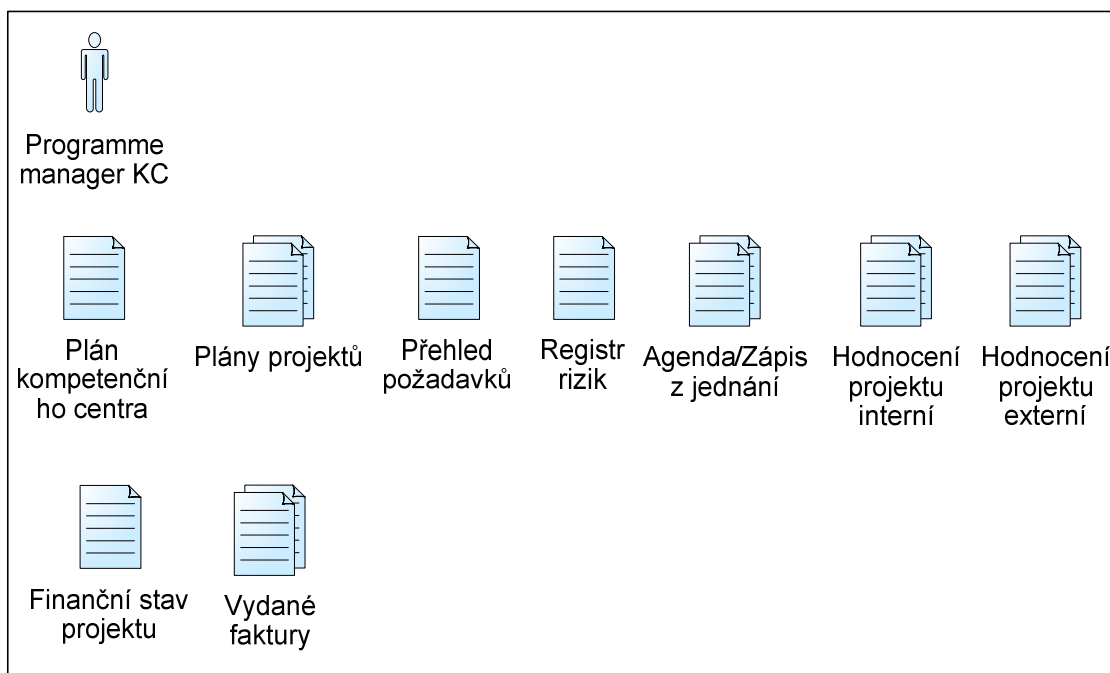 Programme
manager KC
Plán
kompetenční
ho centra
Plány projektů
Přehled
požadavků
Registr
rizik
Agenda/Zápis
z jednání
Hodnocení
projektu
interní
Hodnocení
projektu
externí
Finanční stav
projektu
Vydané
faktury